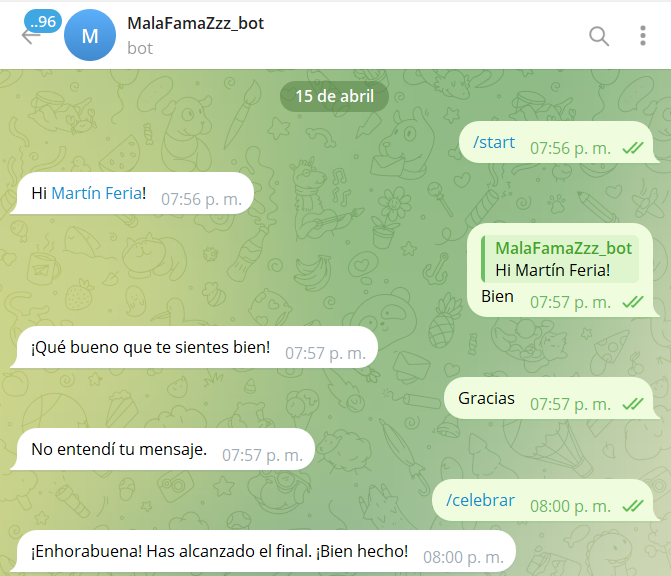 ..96
M
MalaFamaZzz_bot
bot
15 de abril
/start 07:56 p. m.
Hi Martín Feria! 07:56 p. m.
MalaFamaZzz_bot
Hi Martín Feria!
Bien 07:57 p. m.
¡Qué bueno que te sientes bien! 07:57 p. m.
Gracias 07:57 p. m.
No entendí tu mensaje. 07:57 p. m.
/celebrar 08:00 p. m.
¡Enhorabuena! Has alcanzado el final. ¡Bien hecho! 08:00 p. m.